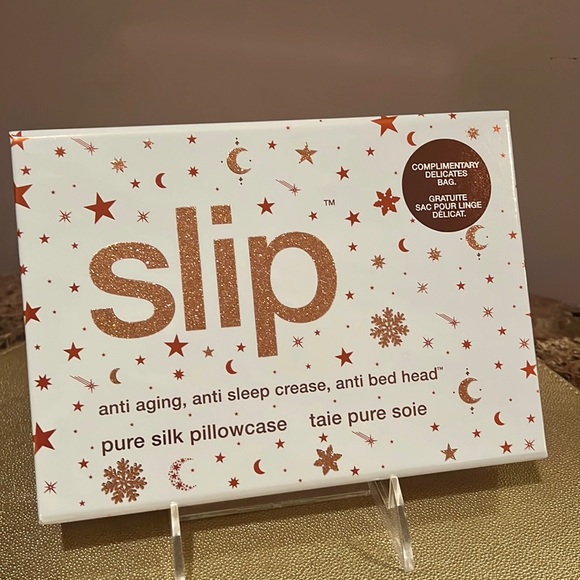 COMPLIMENTARY
DELICATES
BAG.
GRATUITE
SAC POUR LINGE
DÉLICAT.
slip™
anti aging, anti sleep crease, anti bed head™
pure silk pillowcase taie pure soie